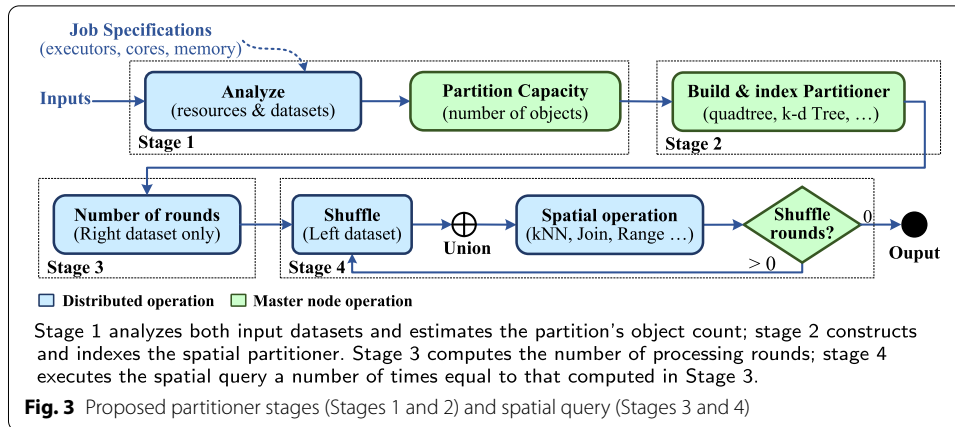 Job Specifications
(executors, cores, memory)
Inputs
Analyze
(resources & datasets)
Partition Capacity
(number of objects)
Stage 1
Build & index Partitioner
(quadtree, k-d Tree, …)
Stage 2
Number of rounds
(Right dataset only)
Stage 3
Shuffle
(Left dataset)
Union
Spatial operation
(kNN, Join, Range …)
Shuffle
rounds?
0
> 0
Ouput
Stage 4
Distributed operation
Master node operation
Stage 1 analyzes both input datasets and estimates the partition's object count; stage 2 constructs
and indexes the spatial partitioner. Stage 3 computes the number of processing rounds; stage 4
executes the spatial query a number of times equal to that computed in Stage 3.
Fig. 3 Proposed partitioner stages (Stages 1 and 2) and spatial query (Stages 3 and 4)